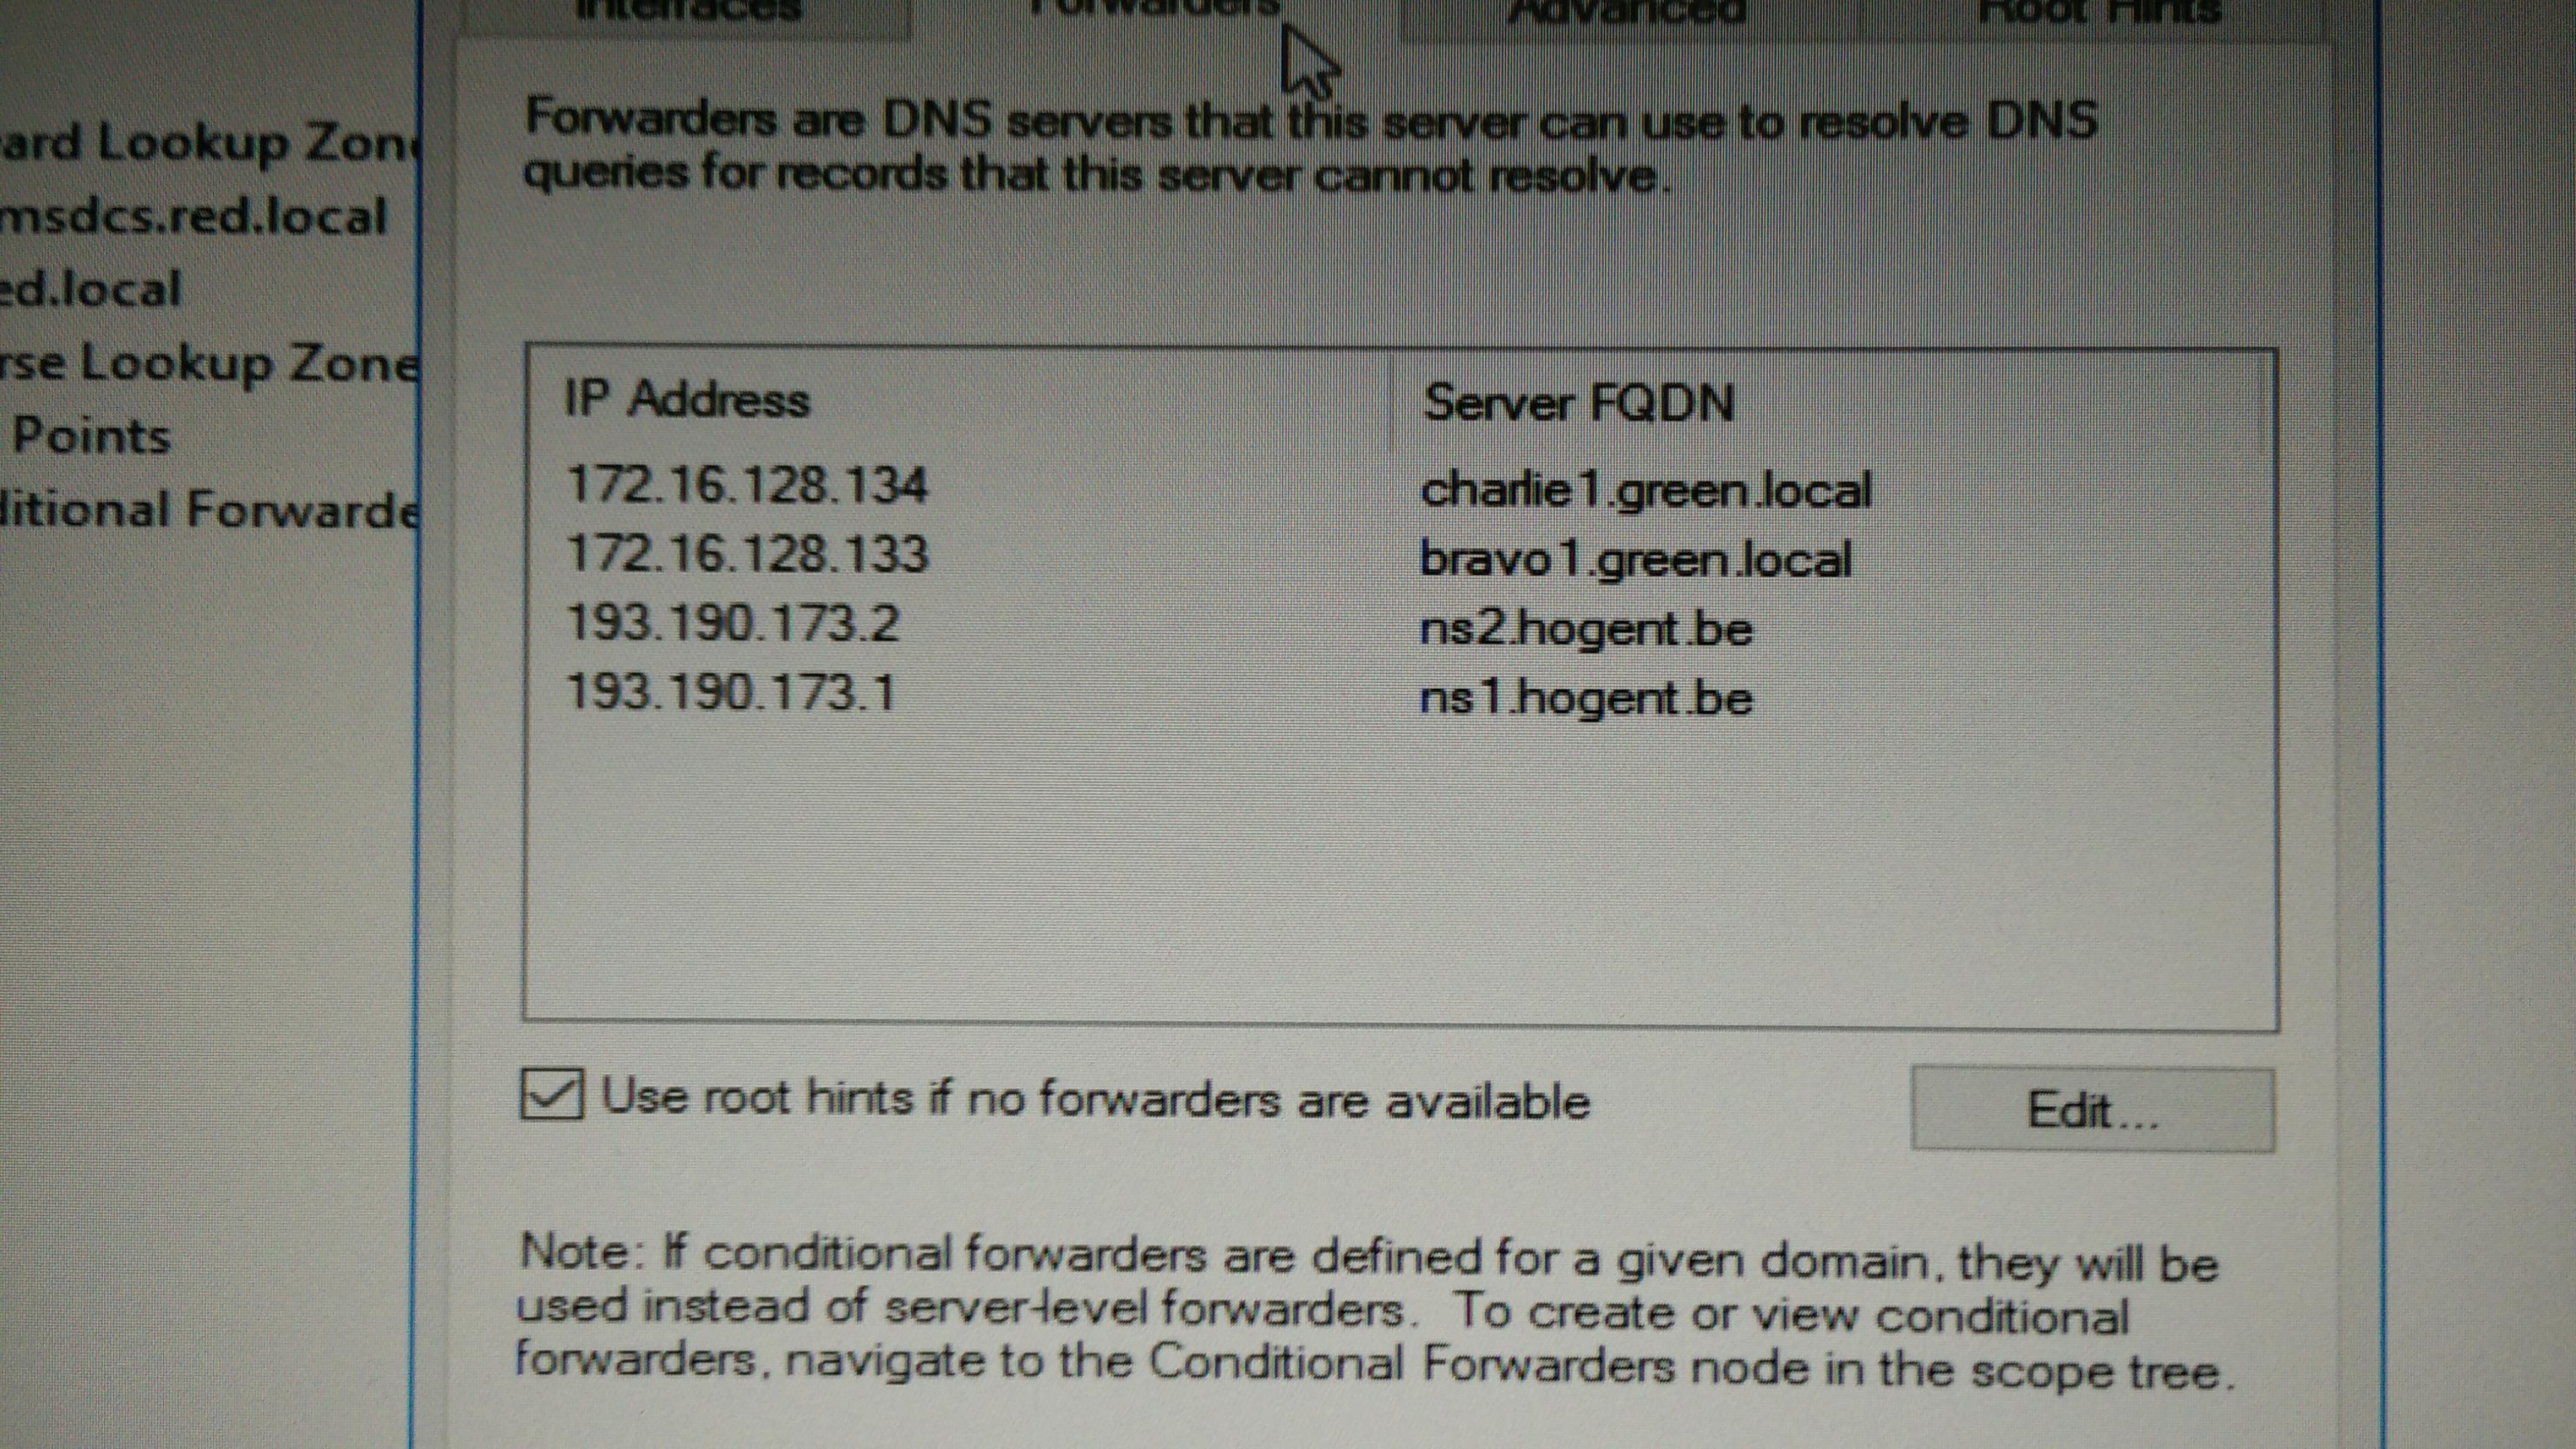 Interfaces
Forwarders
Advanced
Root Hints
ard Lookup Zon
msdcs.red.local
ed.local
rse Lookup Zone
Points
ditional Forwarde
Forwarders are DNS servers that this server can use to resolve DNS
queries for records that this server cannot resolve.
IP Address Server FQDN
172.16.128.134 charlie1.green.local
172.16.128.133 bravo1.green.local
193.190.173.2 ns2.hogent.be
193.190.173.1 ns1.hogent.be
Use root hints if no forwarders are available
Edit...
Note: If conditional forwarders are defined for a given domain, they will be
used instead of server-level forwarders. To create or view conditional
forwarders, navigate to the Conditional Forwarders node in the scope tree.